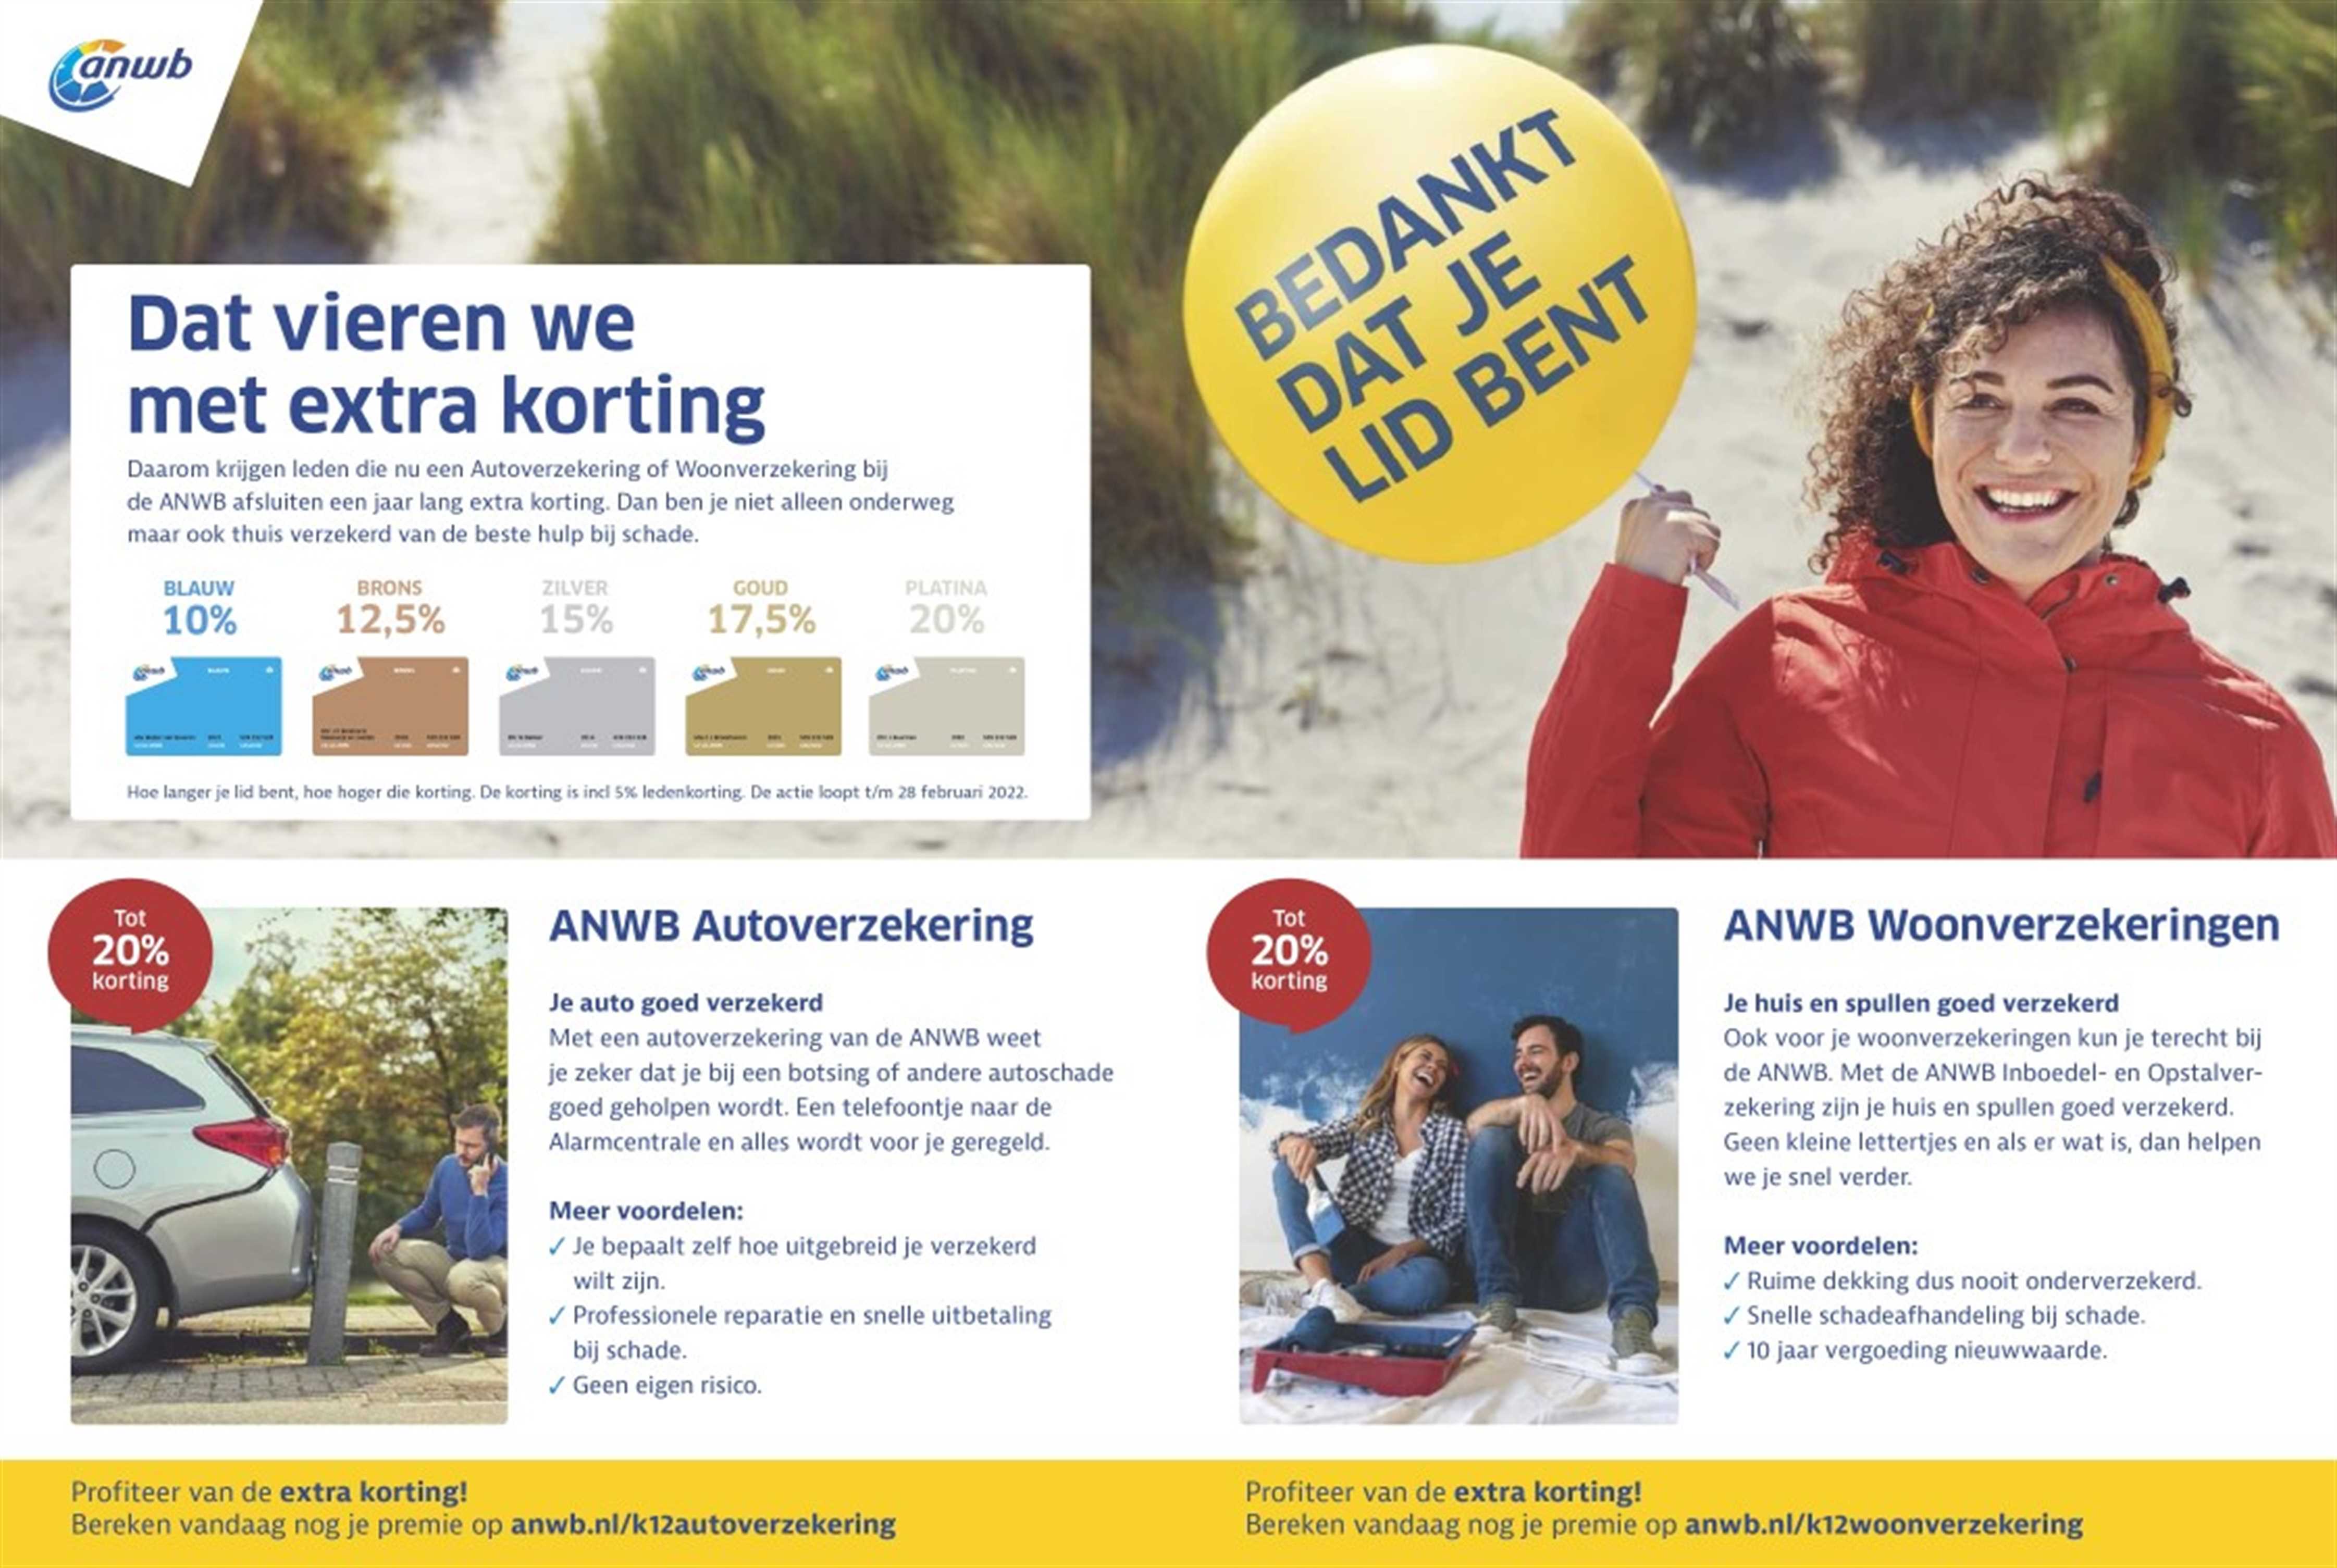 anwb
BEDANKT
DAT JE
LID BENT
Dat vieren we
met extra korting
Daarom krijgen leden die nu een Autoverzekering of Woonverzekering bij
de ANWB afsluiten een jaar lang extra korting. Dan ben je niet alleen onderweg
maar ook thuis verzekerd van de beste hulp bij schade.
BLAUW BRONS ZILVER GOUD PLATINA
10% 12,5% 15% 17,5% 20%
anwb anwb anwb anwb anwb
Hoe langer je lid bent, hoe hoger die korting. De korting is incl 5% ledenkorting. De actie loopt t/m 28 februari 2022.
Tot
20%
korting
ANWB Autoverzekering
Je auto goed verzekerd
Met een autoverzekering van de ANWB weet
je zeker dat je bij een botsing of andere autoschade
goed geholpen wordt. Een telefoontje naar de
Alarmcentrale en alles wordt voor je geregeld.
Meer voordelen:
✓ Je bepaalt zelf hoe uitgebreid je verzekerd
wilt zijn.
✓ Professionele reparatie en snelle uitbetaling
bij schade.
✓ Geen eigen risico.
Profiteer van de extra korting!
Bereken vandaag nog je premie op anwb.nl/k12autoverzekering
Tot
20%
korting
ANWB Woonverzekeringen
Je huis en spullen goed verzekerd
Ook voor je woonverzekeringen kun je terecht bij
de ANWB. Met de ANWB Inboedel- en Opstalver-
zekering zijn je huis en spullen goed verzekerd.
Geen kleine lettertjes en als er wat is, dan helpen
we je snel verder.
Meer voordelen:
✓ Ruime dekking dus nooit onderverzekerd.
✓ Snelle schadeafhandeling bij schade.
✓ 10 jaar vergoeding nieuwwaarde.
Profiteer van de extra korting!
Bereken vandaag nog je premie op anwb.nl/k12woonverzekering